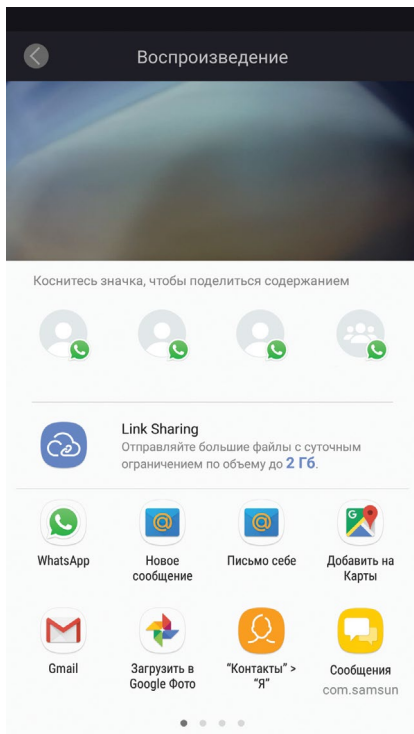 Воспроизведение
Коснитесь значка, чтобы поделиться содержанием
Link Sharing
Отправляйте большие файлы с суточным
ограничением по объему до 2 Гб.
WhatsApp
Новое
сообщение
Письмо себе
Добавить на
Карты
Gmail
Загрузить в
Google Фото
"Контакты" >
"Я"
Сообщения
com.samsun